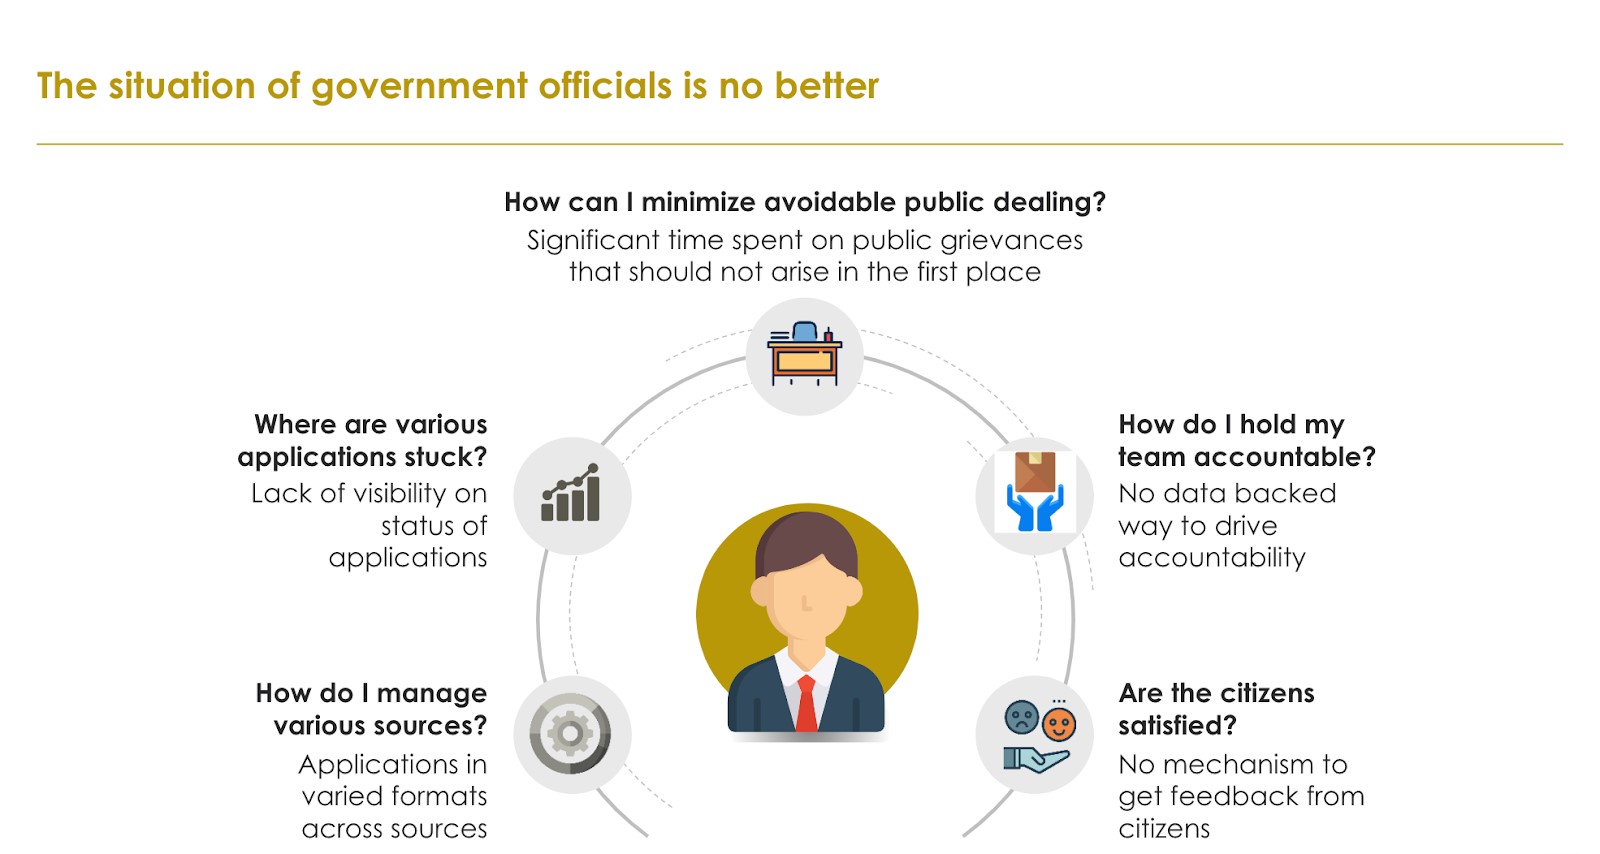 The situation of government officials is no better
How can I minimize avoidable public dealing?
Significant time spent on public grievances
that should not arise in the first place
Where are various
applications stuck?
Lack of visibility on
status of
applications
How do I hold my
team accountable?
No data backed
way to drive
accountability
How do I manage
various sources?
Applications in
varied formats
across sources
Are the citizens
satisfied?
No mechanism to
get feedback from
citizens